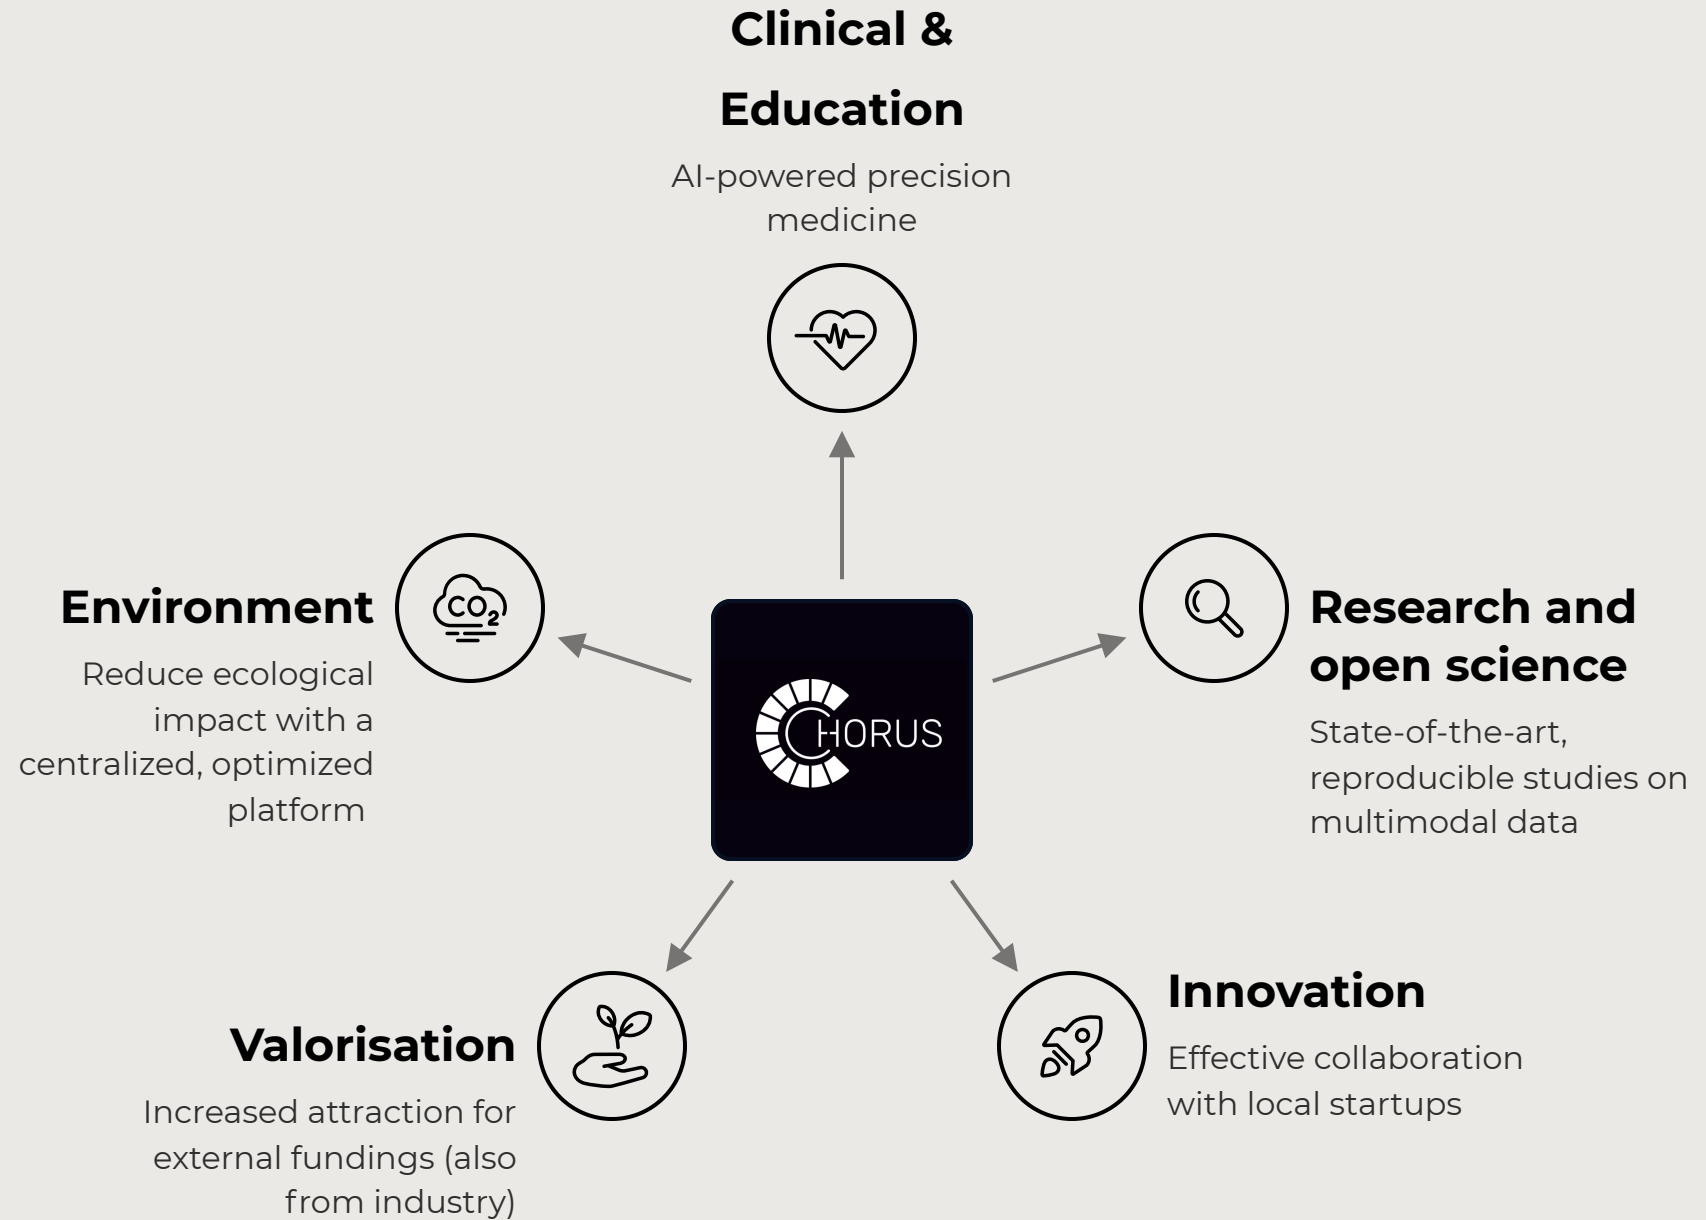 Clinical &
Education
AI-powered precision
medicine
Environment
Reduce ecological
impact with a
centralized, optimized
platform
CO₂
Research and
open science
State-of-the-art,
reproducible studies on
multimodal data
CHORUS
Valorisation
Increased attraction for
external fundings (also
from industry)
Innovation
Effective collaboration
with local startups